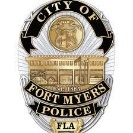 CITY OF
FORT MYERS
POLICE
FLA